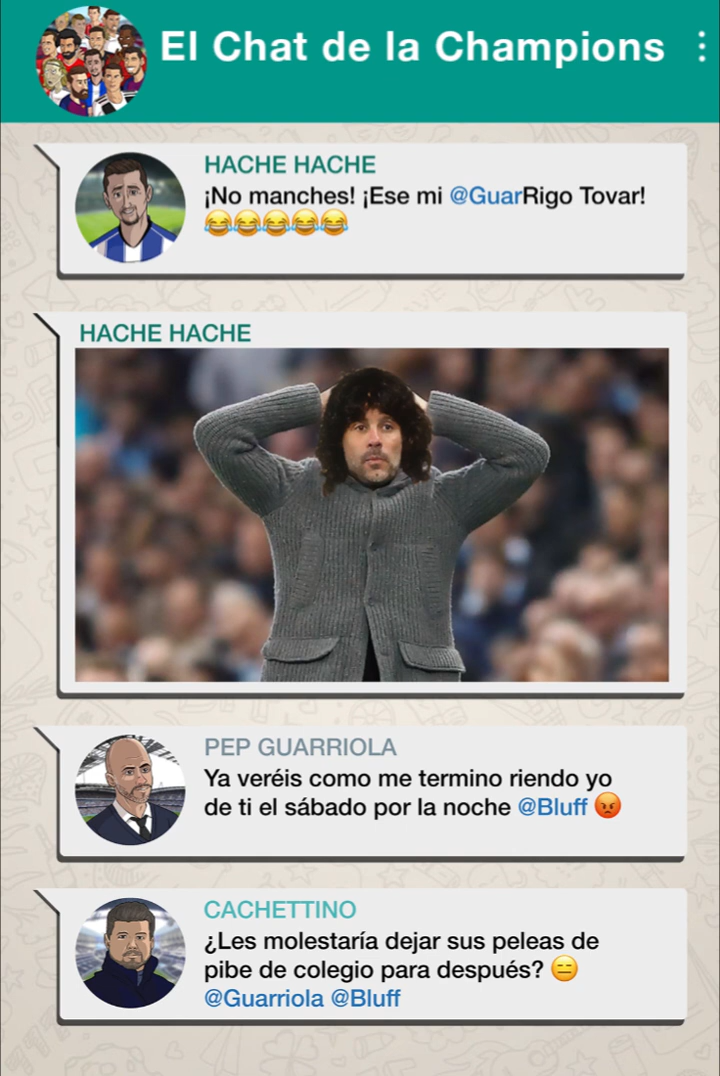 El Chat de la Champions
HACHE HACHE
¡No manches! ¡Ese mi @GuarRigo Tovar!
😂😂😂😂😂
HACHE HACHE
PEP GUARRIOLA
Ya veréis como me termino riendo yo
de ti el sábado por la noche @Bluff 😡
CACHETTINO
¿Les molestaría dejar sus peleas de
pibe de colegio para después? 😑
@Guarriola @Bluff